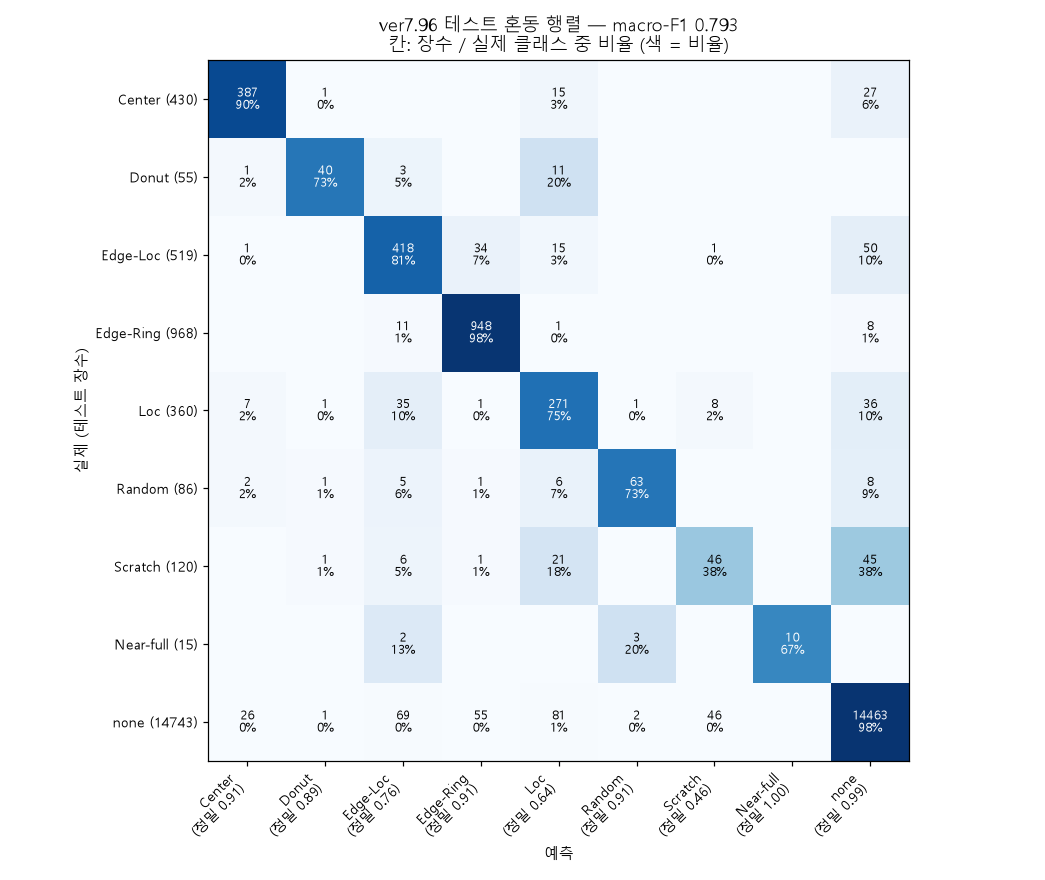 ver7.96 테스트 혼동 행렬 — macro-F1 0.793
칸: 장수 / 실제 클래스 중 비율 (색 = 비율)
실제 (테스트 장수)
Center (430)
387 1 15 27
90% 0% 3% 6%
Donut (55)
1 40 3 11
2% 73% 5% 20%
Edge-Loc (519)
1 418 34 15 1 50
0% 81% 7% 3% 0% 10%
Edge-Ring (968)
11 948 1 8
1% 98% 0% 1%
Loc (360)
7 1 35 1 271 1 8 36
2% 0% 10% 0% 75% 0% 2% 10%
Random (86)
2 1 5 1 6 63 8
2% 1% 6% 1% 7% 73% 9%
Scratch (120)
1 6 1 21 46 45
1% 5% 1% 18% 38% 38%
Near-full (15)
2 3 10
13% 20% 67%
none (14743)
26 1 69 55 81 2 46 14463
0% 0% 0% 0% 1% 0% 0% 98%
Center
(정밀 0.91)
Donut
(정밀 0.89)
Edge-Loc
(정밀 0.76)
Edge-Ring
(정밀 0.91)
Loc
(정밀 0.64)
Random
(정밀 0.91)
Scratch
(정밀 0.46)
Near-full
(정밀 1.00)
none
(정밀 0.99)
예측